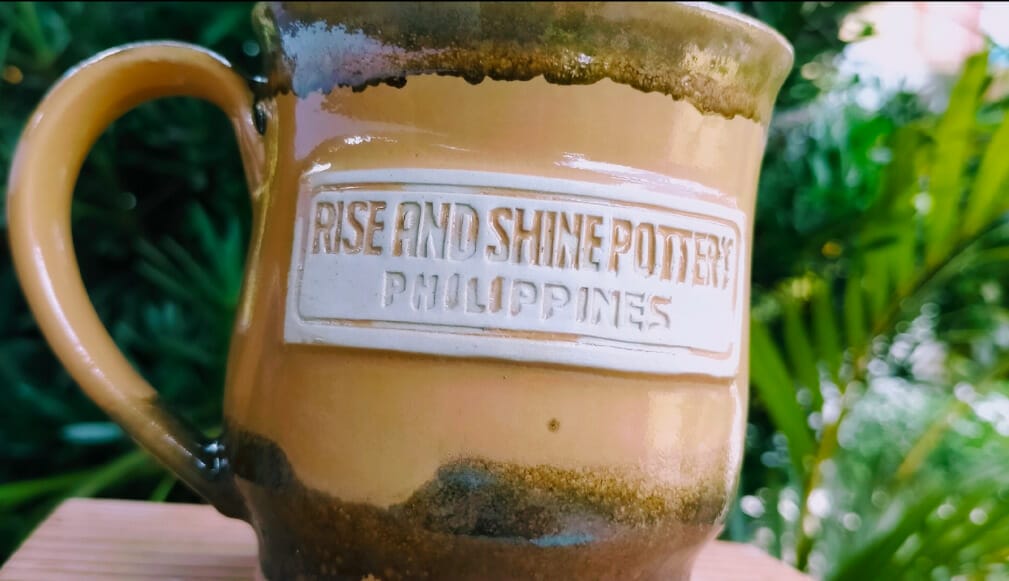 RISE AND SHINE POTTERY'S
PHILIPPINES